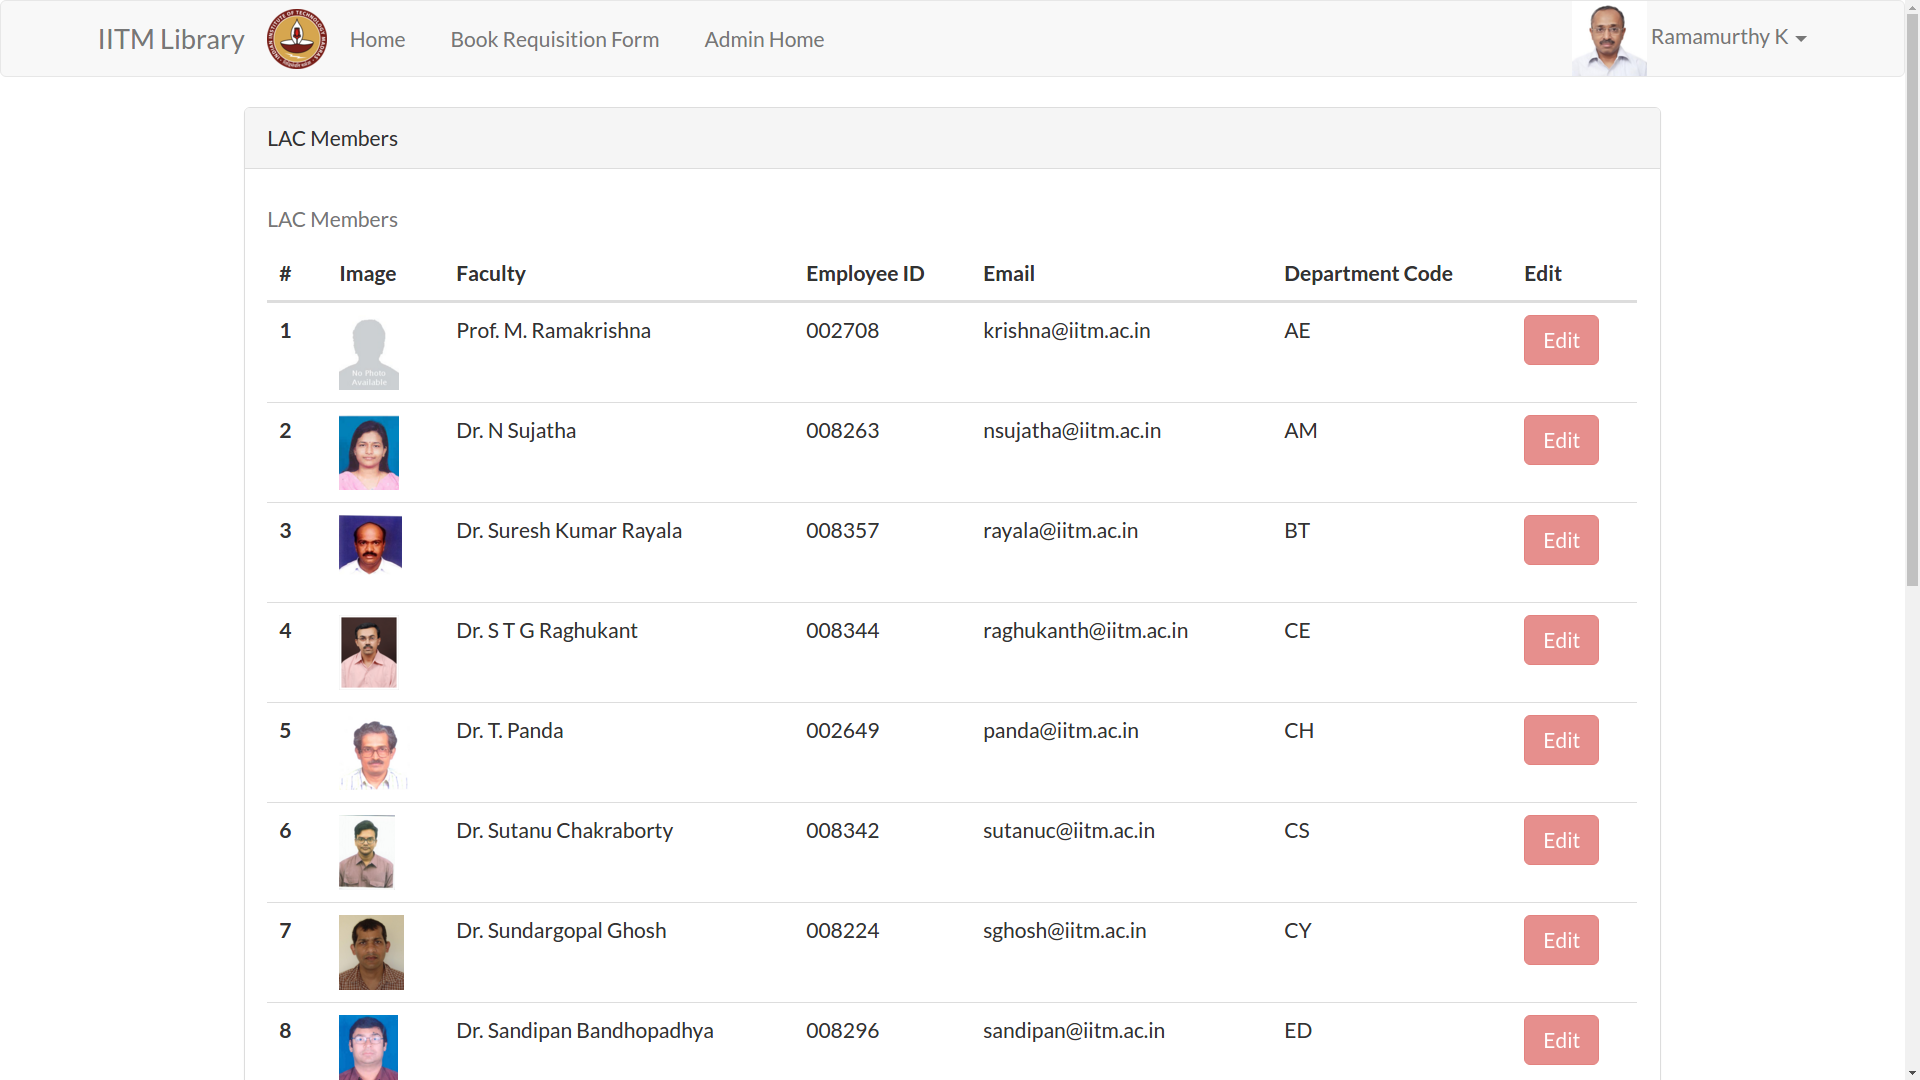 IITM Library Home Book Requisition Form Admin Home Ramamurthy K
LAC Members
LAC Members
# Image Faculty Employee ID Email Department Code Edit
1 No Photo Available Prof. M. Ramakrishna 002708 krishna@iitm.ac.in AE Edit
2 Dr. N Sujatha 008263 nsujatha@iitm.ac.in AM Edit
3 Dr. Suresh Kumar Rayala 008357 rayala@iitm.ac.in BT Edit
4 Dr. S T G Raghukant 008344 raghukanth@iitm.ac.in CE Edit
5 Dr. T. Panda 002649 panda@iitm.ac.in CH Edit
6 Dr. Sutanu Chakraborty 008342 sutanuc@iitm.ac.in CS Edit
7 Dr. Sundargopal Ghosh 008224 sghosh@iitm.ac.in CY Edit
8 Dr. Sandipan Bandhopadhya 008296 sandipan@iitm.ac.in ED Edit